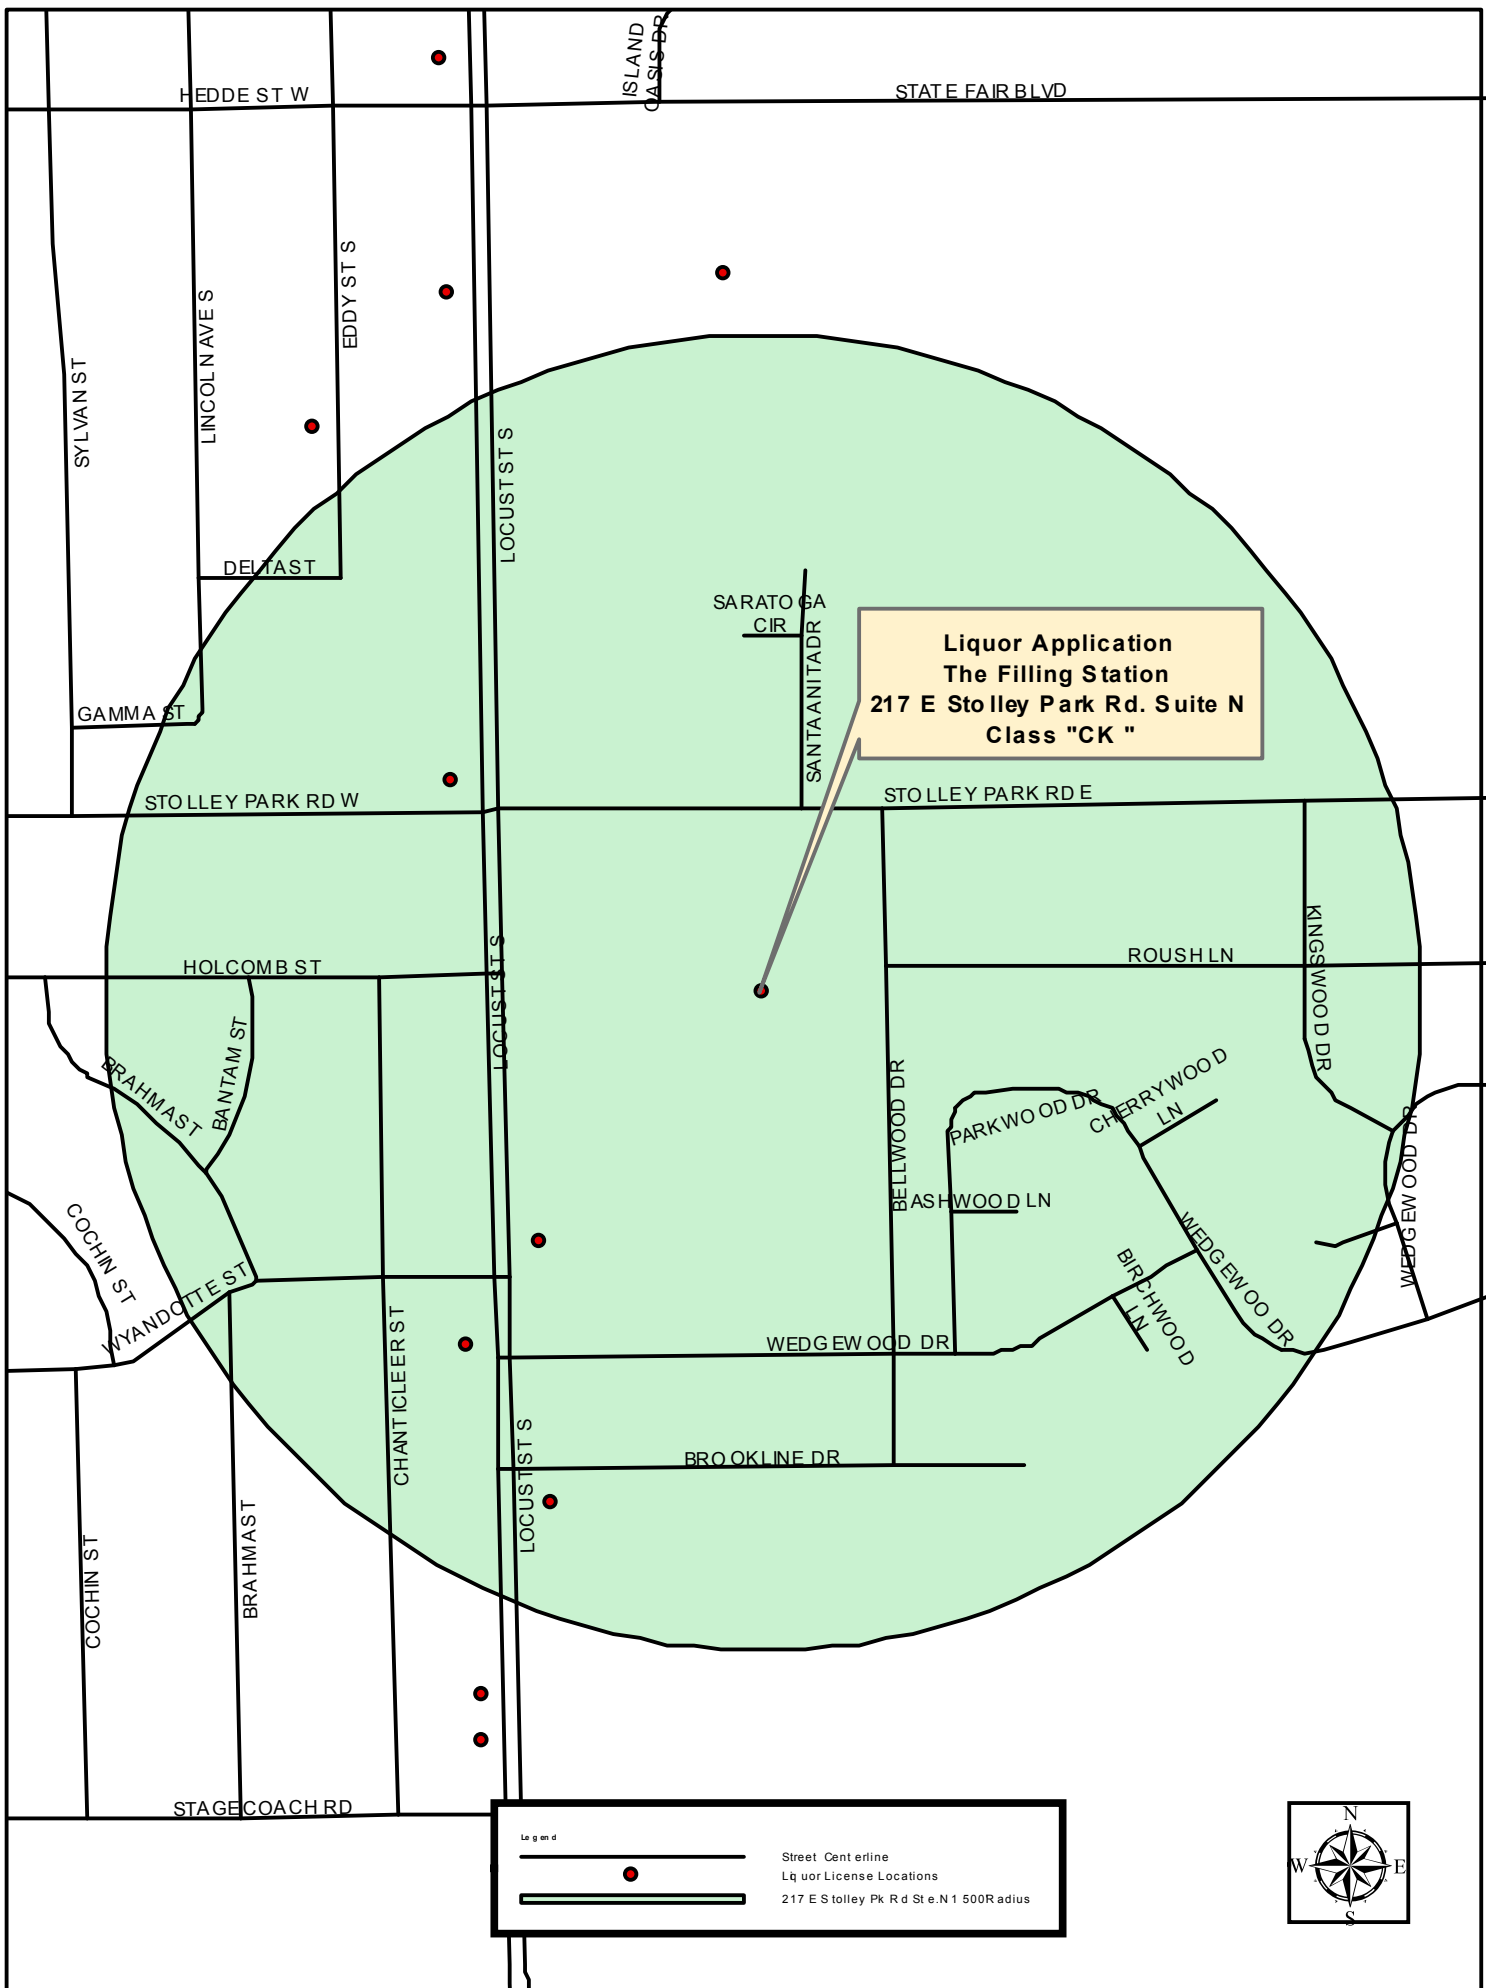 ISLAND
OASIS DR
HEDDE ST W
STATE FAIR BLVD
EDDY ST S
LINCOLN AVE S
SYLVAN ST
LOCUST ST S
DELTA ST
SARATOGA
CIR
SANTA ANITA DR
Liquor Application
The Filling Station
217 E Stolley Park Rd. Suite N
Class "CK "
GAMMA ST
STOLLEY PARK RD W
STOLLEY PARK RD E
KINGSWOOD DR
ROUSH LN
HOLCOMB ST
LOCUST ST S
BANTAM ST
BRAHMA ST
BELLWOOD DR
PARKWOOD DR
CHERRYWOOD
LN
WEDGEWOOD DR
ASHWOOD LN
COCHIN ST
WYANDOTTE ST
WEDGEWOOD DR
BIRCHWOOD
LN
CHANTICLEER ST
WEDGEWOOD DR
LOCUST ST S
BROOKLINE DR
BRAHMA ST
COCHIN ST
STAGECOACH RD
Legend
Street Centerline
Liquor License Locations
217 E Stolley Pk Rd Ste.N 1500 Radius
N
W
E
S